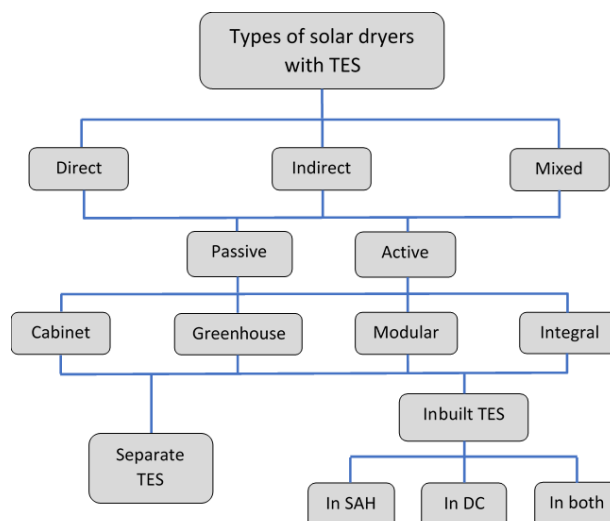 Types of solar dryers
with TES
Direct
Indirect
Mixed
Passive
Active
Cabinet
Greenhouse
Modular
Integral
Inbuilt TES
Separate
TES
In SAH
In DC
In both